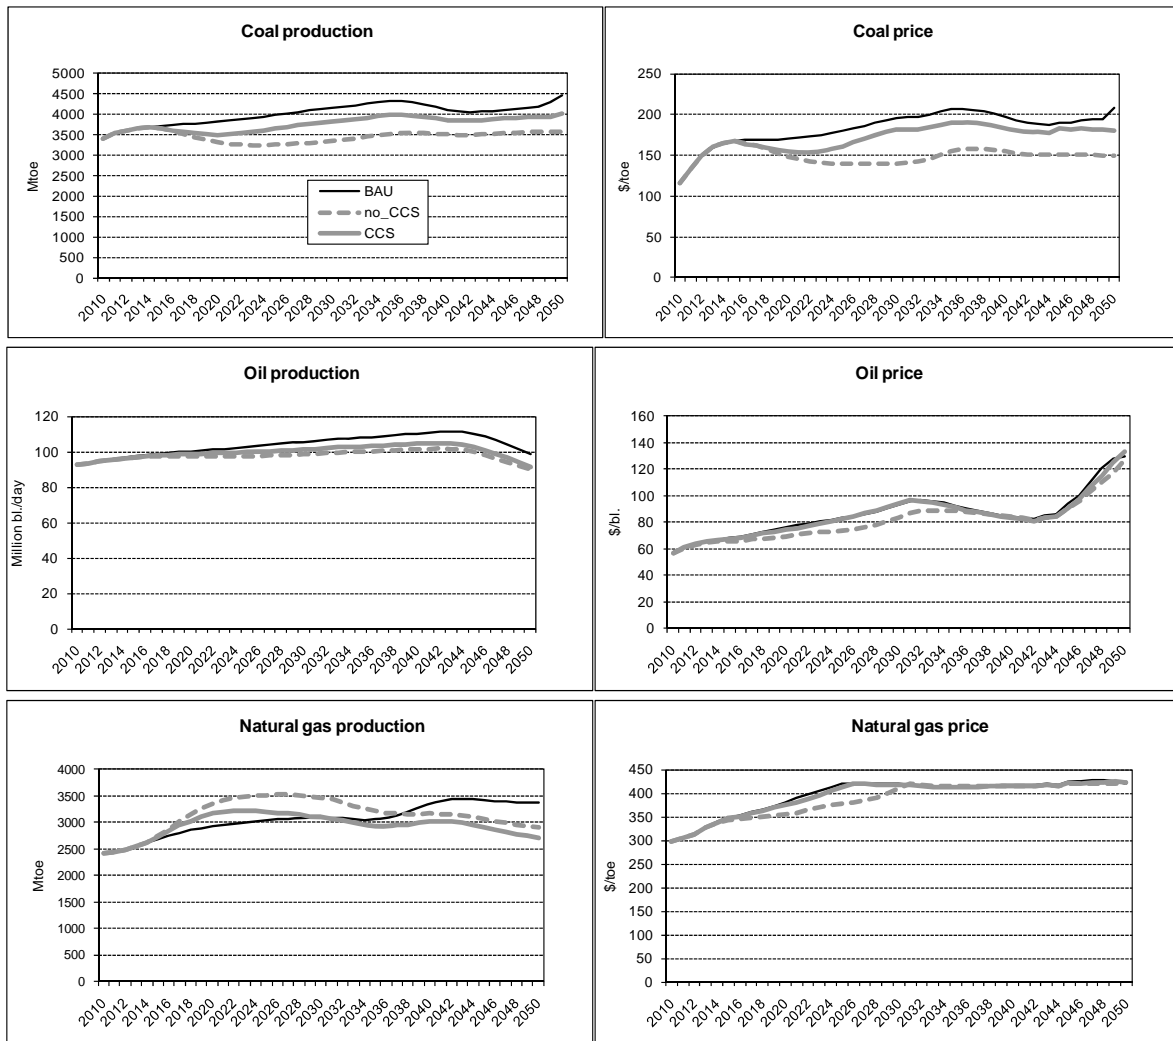 Coal production
Mtoe
5000
4500
4000
3500
3000
2500
2000
1500
1000
500
0
BAU
no_CCS
CCS
2010 2012 2014 2016 2018 2020 2022 2024 2026 2028 2030 2032 2034 2036 2038 2040 2042 2044 2046 2048 2050
Coal price
$/toe
250
200
150
100
50
0
2010 2012 2014 2016 2018 2020 2022 2024 2026 2028 2030 2032 2034 2036 2038 2040 2042 2044 2046 2048 2050
Oil production
Million bl./day
120
100
80
60
40
20
0
2010 2012 2014 2016 2018 2020 2022 2024 2026 2028 2030 2032 2034 2036 2038 2040 2042 2044 2046 2048 2050
Oil price
$/bl.
160
140
120
100
80
60
40
20
0
2010 2012 2014 2016 2018 2020 2022 2024 2026 2028 2030 2032 2034 2036 2038 2040 2042 2044 2046 2048 2050
Natural gas production
Mtoe
4000
3500
3000
2500
2000
1500
1000
500
0
2010 2012 2014 2016 2018 2020 2022 2024 2026 2028 2030 2032 2034 2036 2038 2040 2042 2044 2046 2048 2050
Natural gas price
$/toe
450
400
350
300
250
200
150
100
50
0
2010 2012 2014 2016 2018 2020 2022 2024 2026 2028 2030 2032 2034 2036 2038 2040 2042 2044 2046 2048 2050